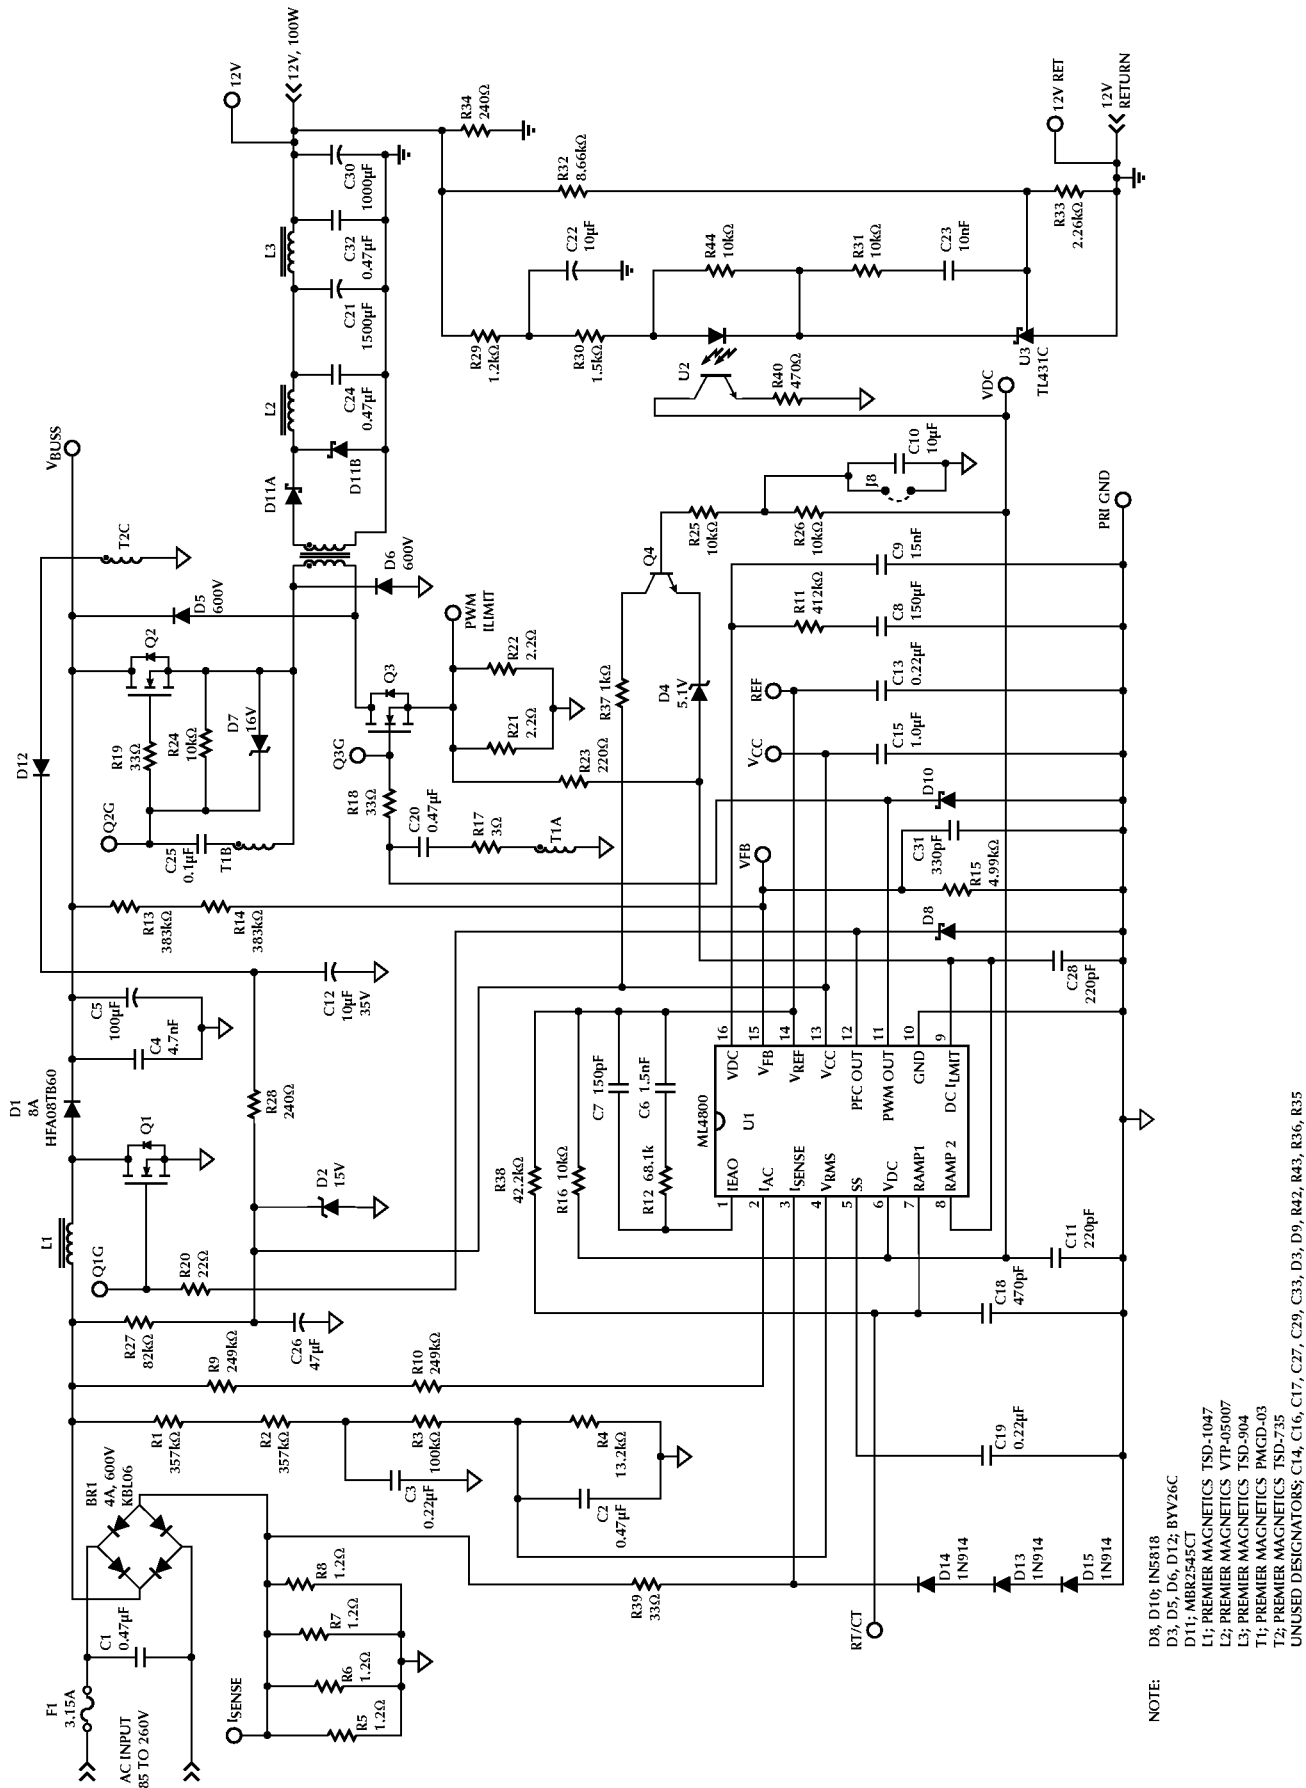 F1
3.15A
AC INPUT
85 TO 260V
C1
0.47µF
BR1
4A, 600V
KBL06
ISENSE
R5
1.2Ω
R6
1.2Ω
R7
1.2Ω
R8
1.2Ω
R1
357kΩ
R2
357kΩ
C3
0.22µF
R3
100kΩ
R4
13.2kΩ
C2
0.47µF
R9
249kΩ
R10
249kΩ
R27
82kΩ
C26
47µF
Q1G
R20
22Ω
L1
Q1
D2
15V
R28
240Ω
D1
8A
HFA08TB60
C4
4.7nF
C5
100µF
C12
10µF
35V
R13
383kΩ
R14
383kΩ
Q2G
C25
0.1µF
T1B
R19
33Ω
R24
10kΩ
D7
16V
Q2
D12
D5
600V
T2C
VBUSS
D6
600V
D11A
D11B
L2
C24
0.47µF
C21
1500µF
L3
C32
0.47µF
C30
1000µF
12V
12V, 100W
R34
240Ω
Q3G
R18
33Ω
C20
0.47µF
R17
3Ω
T1A
Q3
PWM
ILIMIT
R21
2.2Ω
R22
2.2Ω
R23
220Ω
R37 1kΩ
D4
5.1V
Q4
R25
10kΩ
R26
10kΩ
J8
C10
10µF
R29
1.2kΩ
R30
1.5kΩ
C22
10µF
R32
8.66kΩ
R44
10kΩ
R31
10kΩ
C23
10nF
R33
2.26kΩ
U2
R40
470Ω
U3
TL431C
12V RET
12V
RETURN
VDC
PRI GND
C9
15nF
R11
412kΩ
C8
150µF
REF
C13
0.22µF
VCC
C15
1.0µF
D10
C31
330pF
R15
4.99kΩ
VFB
D8
C28
220pF
R38
42.2kΩ
R16 10kΩ
C7 150pF
C6 1.5nF
R12 68.1k
ML4800
U1
1 IEAO
2 IAC
3 ISENSE
4 VRMS
5 SS
6 VDC
7 RAMP1
8 RAMP 2
16 VDC
15 VFB
14 VREF
13 VCC
12 PFC OUT
11 PWM OUT
10 GND
9 DC ILMIT
C11
220pF
C18
470pF
C19
0.22µF
R39
33Ω
RT/CT
D14
1N914
D13
1N914
D15
1N914
NOTE:
D8, D10; IN5818
D3, D5, D6, D12; BYV26C
D11; MBR2545CT
L1; PREMIER MAGNETICS TSD-1047
L2; PREMIER MAGNETICS VTP-05007
L3; PREMIER MAGNETICS TSD-904
T1; PREMIER MAGNETICS PMGD-03
T2; PREMIER MAGNETICS TSD-735
UNUSED DESIGNATORS; C14, C16, C17, C27, C29, C33, D3, D9, R42, R43, R36, R35